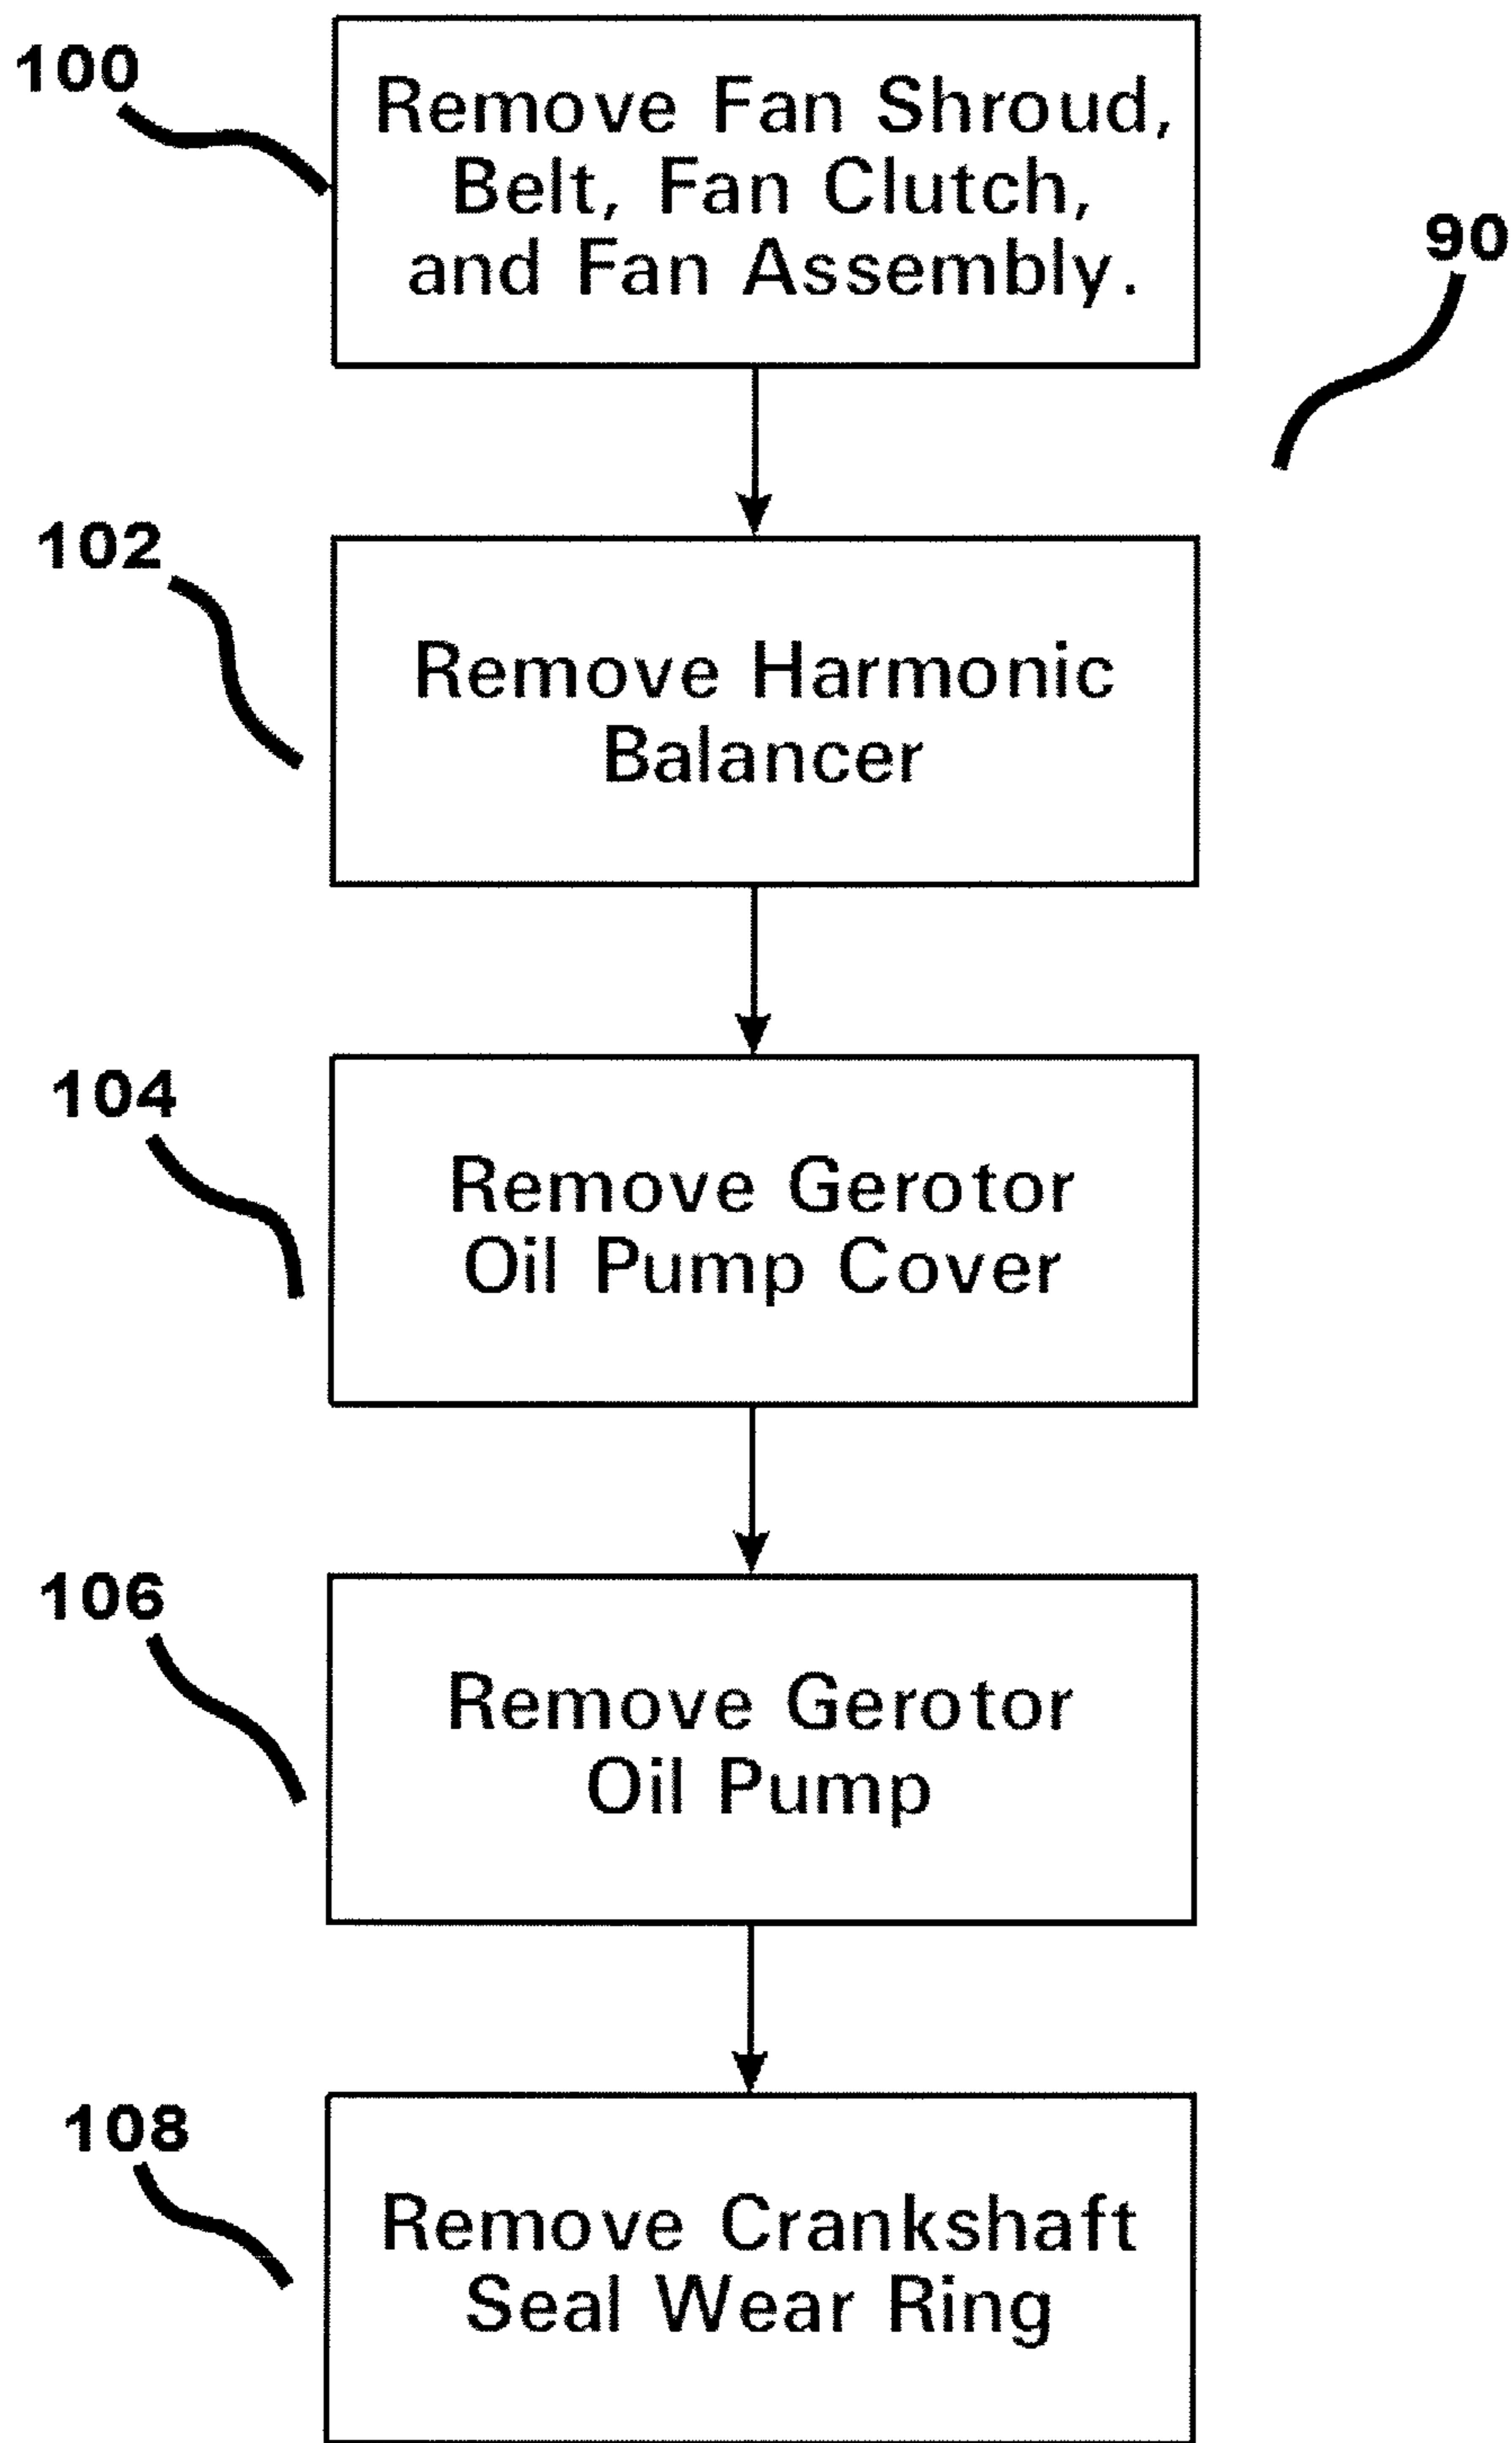 100
Remove Fan Shroud,
Belt, Fan Clutch,
and Fan Assembly.
90
102
Remove Harmonic
Balancer
104
Remove Gerotor
Oil Pump Cover
106
Remove Gerotor
Oil Pump
108
Remove Crankshaft
Seal Wear Ring